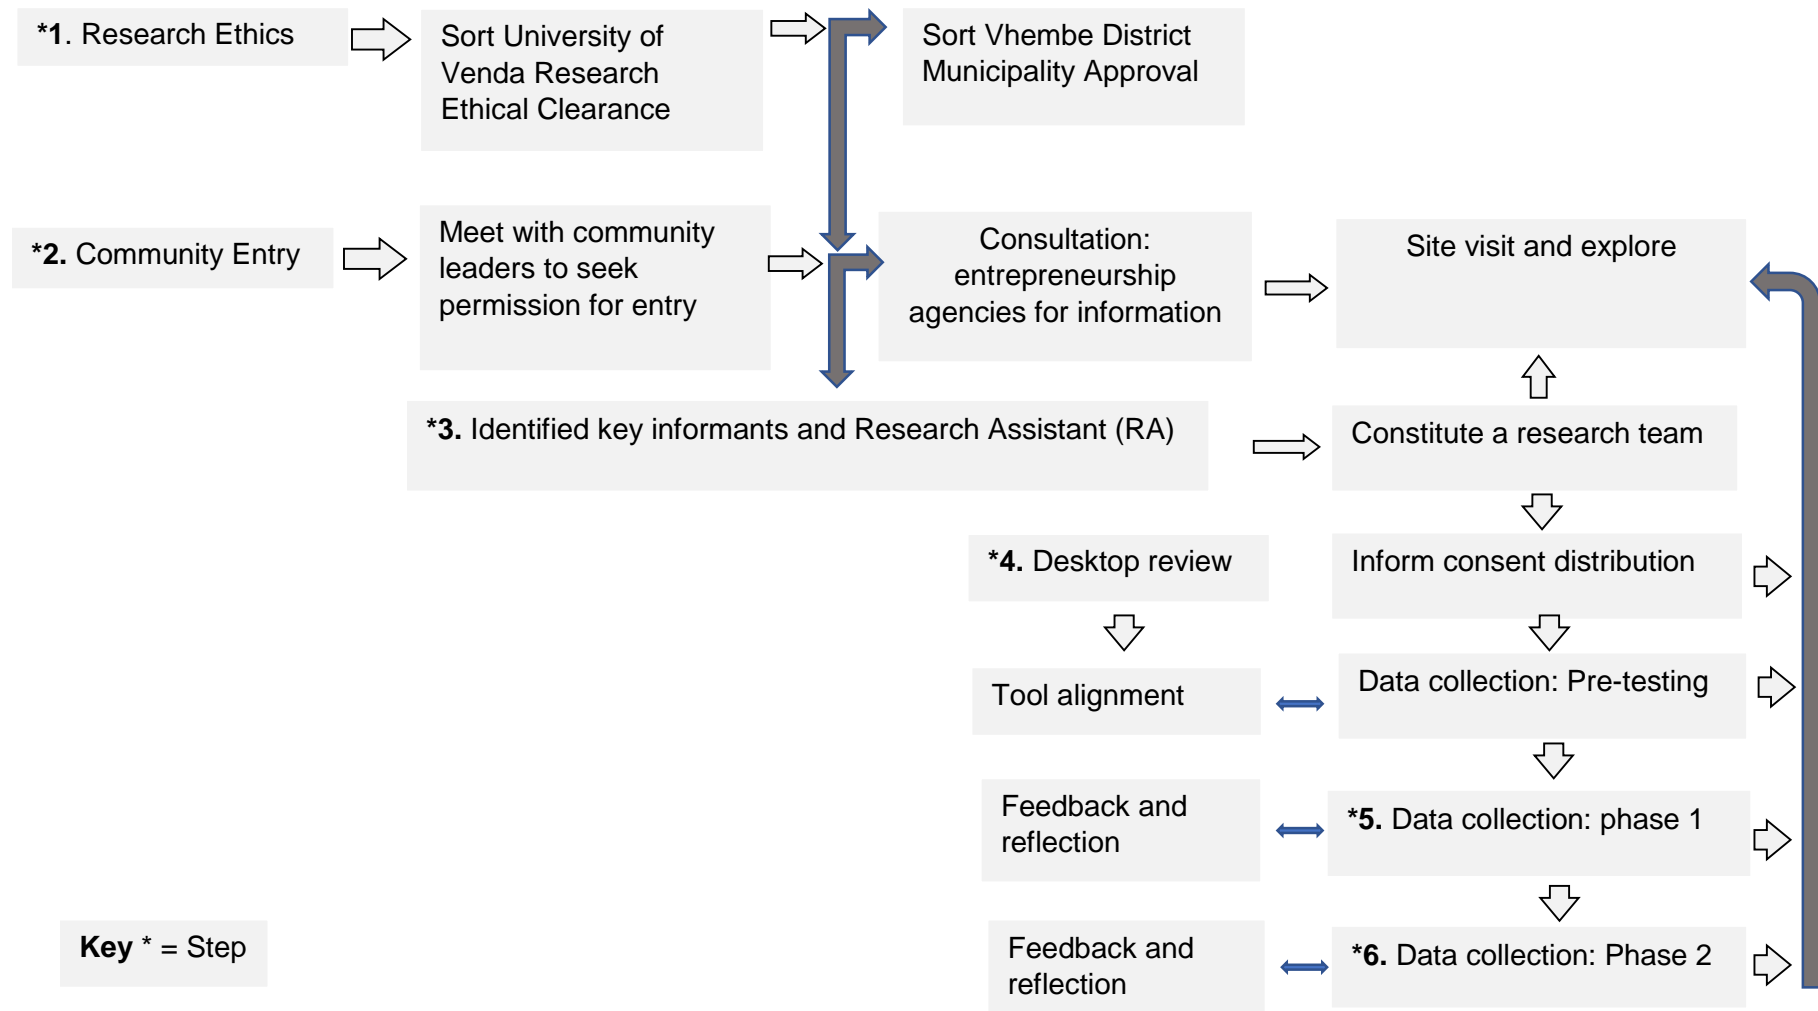 *1. Research Ethics
Sort University of
Venda Research
Ethical Clearance
Sort Vhembe District
Municipality Approval
*2. Community Entry
Meet with community
leaders to seek
permission for entry
Consultation:
entrepreneurship
agencies for information
Site visit and explore
*3. Identified key informants and Research Assistant (RA)
Constitute a research team
*4. Desktop review
Inform consent distribution
Tool alignment
Data collection: Pre-testing
Feedback and
reflection
*5. Data collection: phase 1
Key * = Step
Feedback and
reflection
*6. Data collection: Phase 2